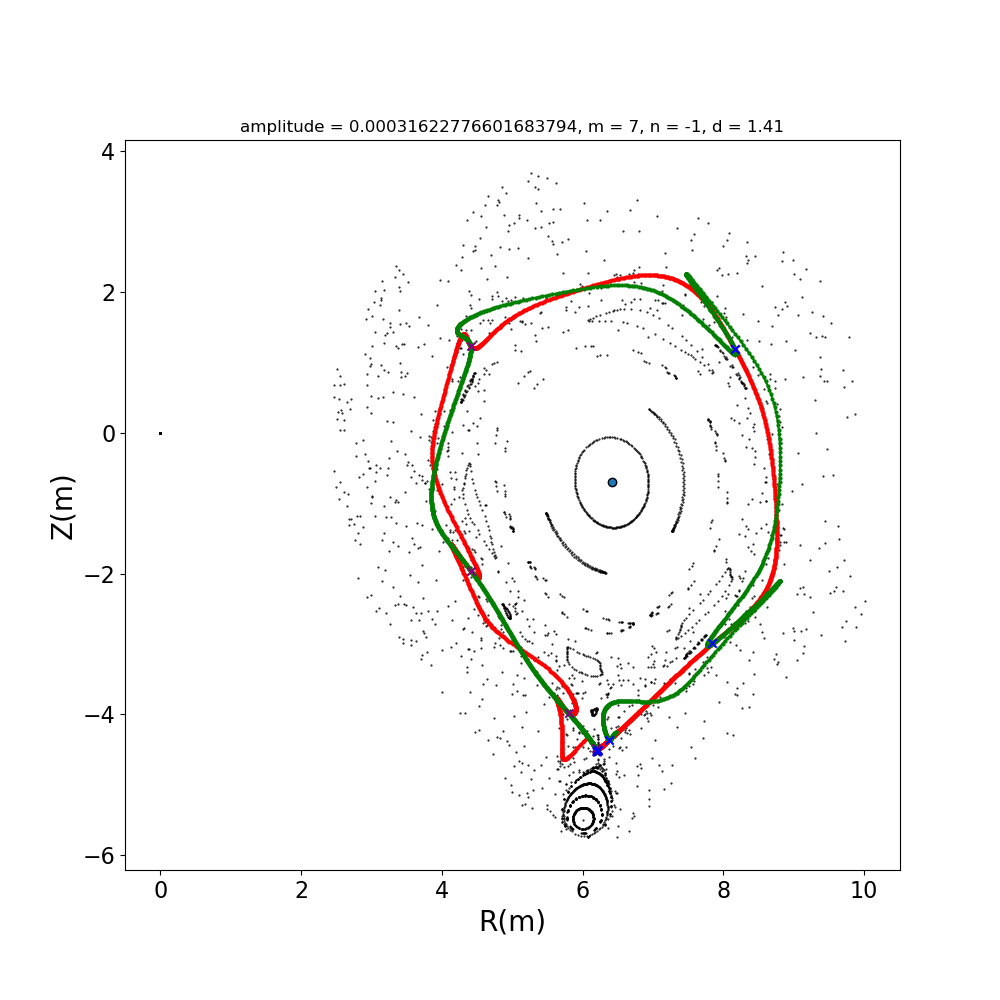 amplitude = 0.00031622776601683794, m = 7, n = -1, d = 1.41
4
2
0
−2
−4
−6
Z(m)
0 2 4 6 8 10
R(m)